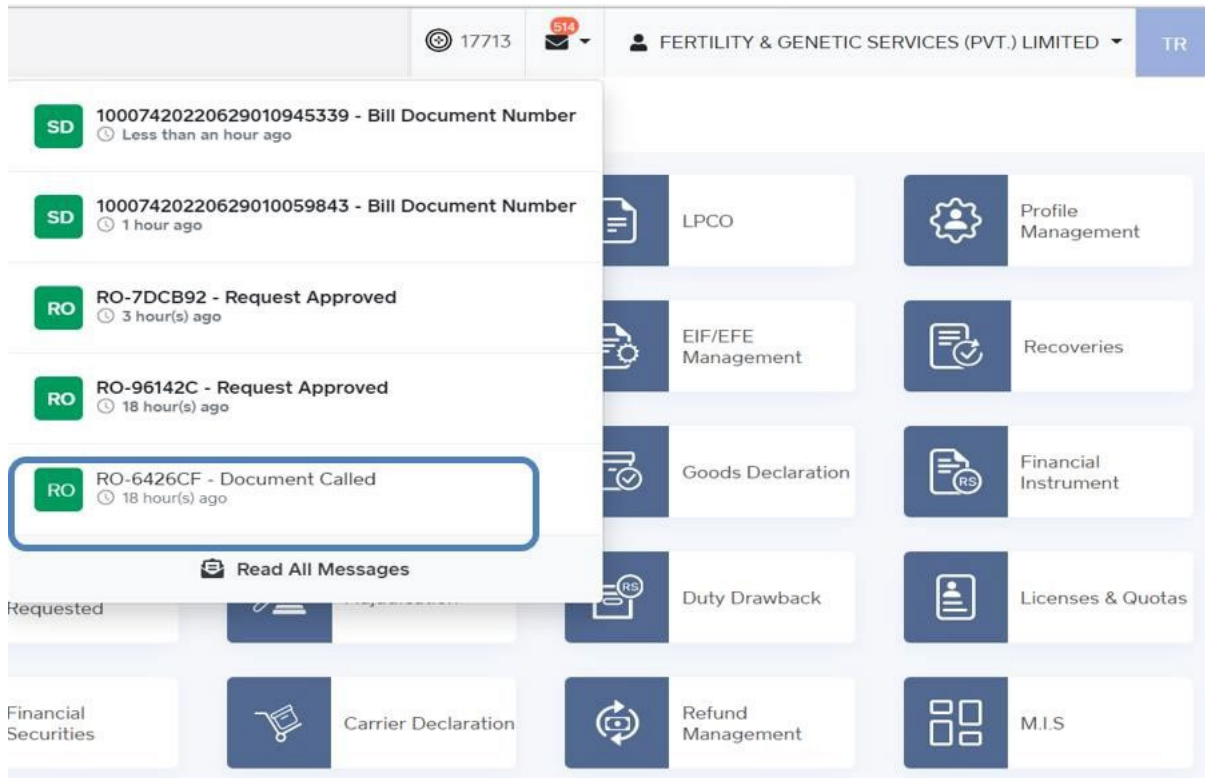 17713
514
FERTILITY & GENETIC SERVICES (PVT.) LIMITED
TR
SD
10007420220629010945339 - Bill Document Number
Less than an hour ago
SD
10007420220629010059843 - Bill Document Number
1 hour ago
RO
RO-7DCB92 - Request Approved
3 hour(s) ago
RO
RO-96142C - Request Approved
18 hour(s) ago
RO
RO-6426CF - Document Called
18 hour(s) ago
Read All Messages
LPCO
Profile
Management
EIF/EFE
Management
Recoveries
Goods Declaration
RS
Financial
Instrument
Requested
RS
Duty Drawback
Licenses & Quotas
Financial
Securities
Carrier Declaration
Refund
Management
M.I.S